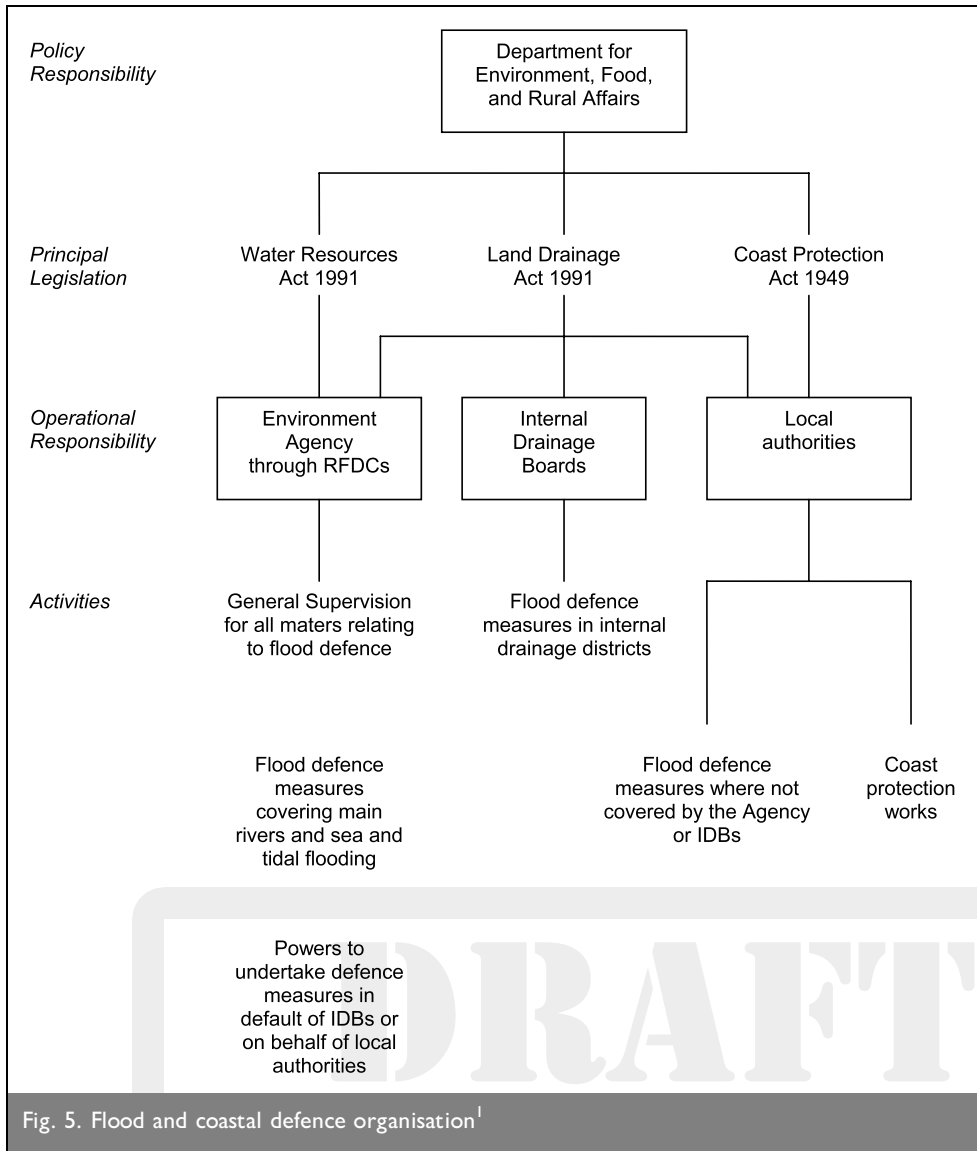 Policy
Responsibility
Department for
Environment, Food,
and Rural Affairs
Principal
Legislation
Water Resources
Act 1991
Land Drainage
Act 1991
Coast Protection
Act 1949
Operational
Responsibility
Environment
Agency
through RFDCs
Internal
Drainage
Boards
Local
authorities
Activities
General Supervision
for all maters relating
to flood defence
Flood defence
measures in internal
drainage districts
Flood defence
measures
covering main
rivers and sea and
tidal flooding
Flood defence
measures where not
covered by the Agency
or IDBs
Coast
protection
works
Powers to
undertake defence
measures in
default of IDBs or
on behalf of local
authorities
DRAFT
Fig. 5. Flood and coastal defence organisation¹